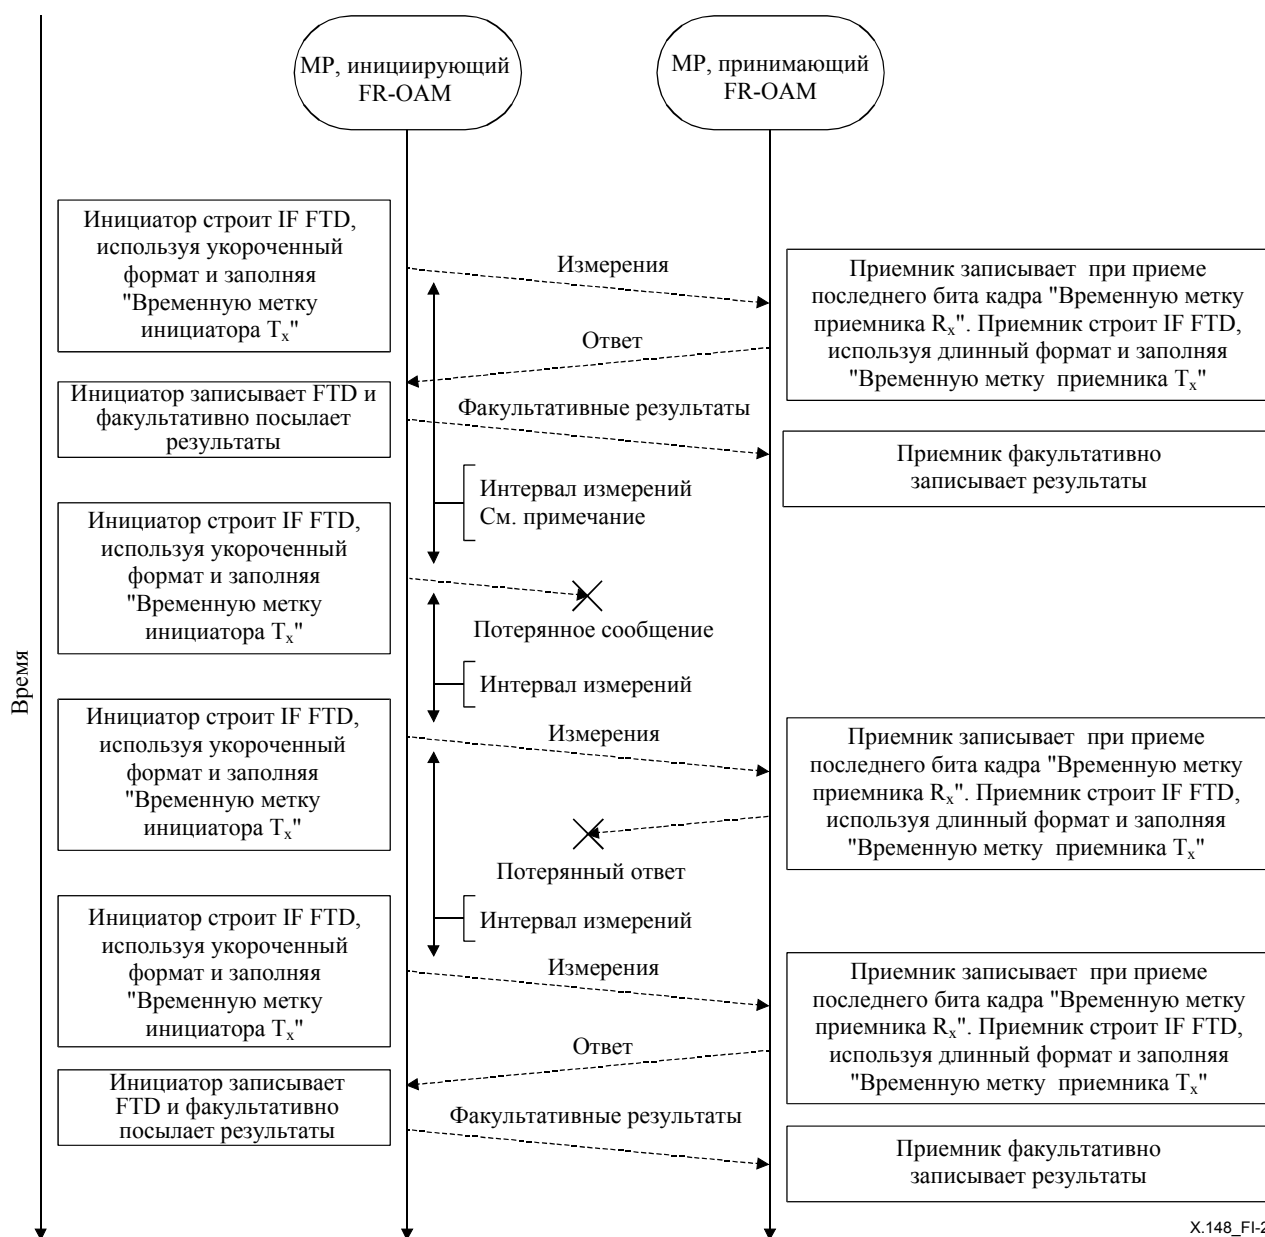 МР, инициирующий
FR-OAM
МР, принимающий
FR-OAM
Время
Инициатор строит IF FTD,
используя укороченный
формат и заполняя
"Временную метку
инициатора Tx"
Измерения
Приемник записывает при приеме
последнего бита кадра "Временную метку
приемника Rx". Приемник строит IF FTD,
используя длинный формат и заполняя
"Временную метку приемника Tx"
Ответ
Инициатор записывает FTD и
факультативно посылает
результаты
Факультативные результаты
Приемник факультативно
записывает результаты
Интервал измерений
См. примечание
Инициатор строит IF FTD,
используя укороченный
формат и заполняя
"Временную метку
инициатора Tx"
Потерянное сообщение
Интервал измерений
Инициатор строит IF FTD,
используя укороченный
формат и заполняя
"Временную метку
инициатора Tx"
Измерения
Приемник записывает при приеме
последнего бита кадра "Временную метку
приемника Rx". Приемник строит IF FTD,
используя длинный формат и заполняя
"Временную метку приемника Tx"
Потерянный ответ
Интервал измерений
Инициатор строит IF FTD,
используя укороченный
формат и заполняя
"Временную метку
инициатора Tx"
Измерения
Приемник записывает при приеме
последнего бита кадра "Временную метку
приемника Rx". Приемник строит IF FTD,
используя длинный формат и заполняя
"Временную метку приемника Tx"
Ответ
Инициатор записывает
FTD и факультативно
посылает результаты
Факультативные результаты
Приемник факультативно
записывает результаты
X.148_FI-2